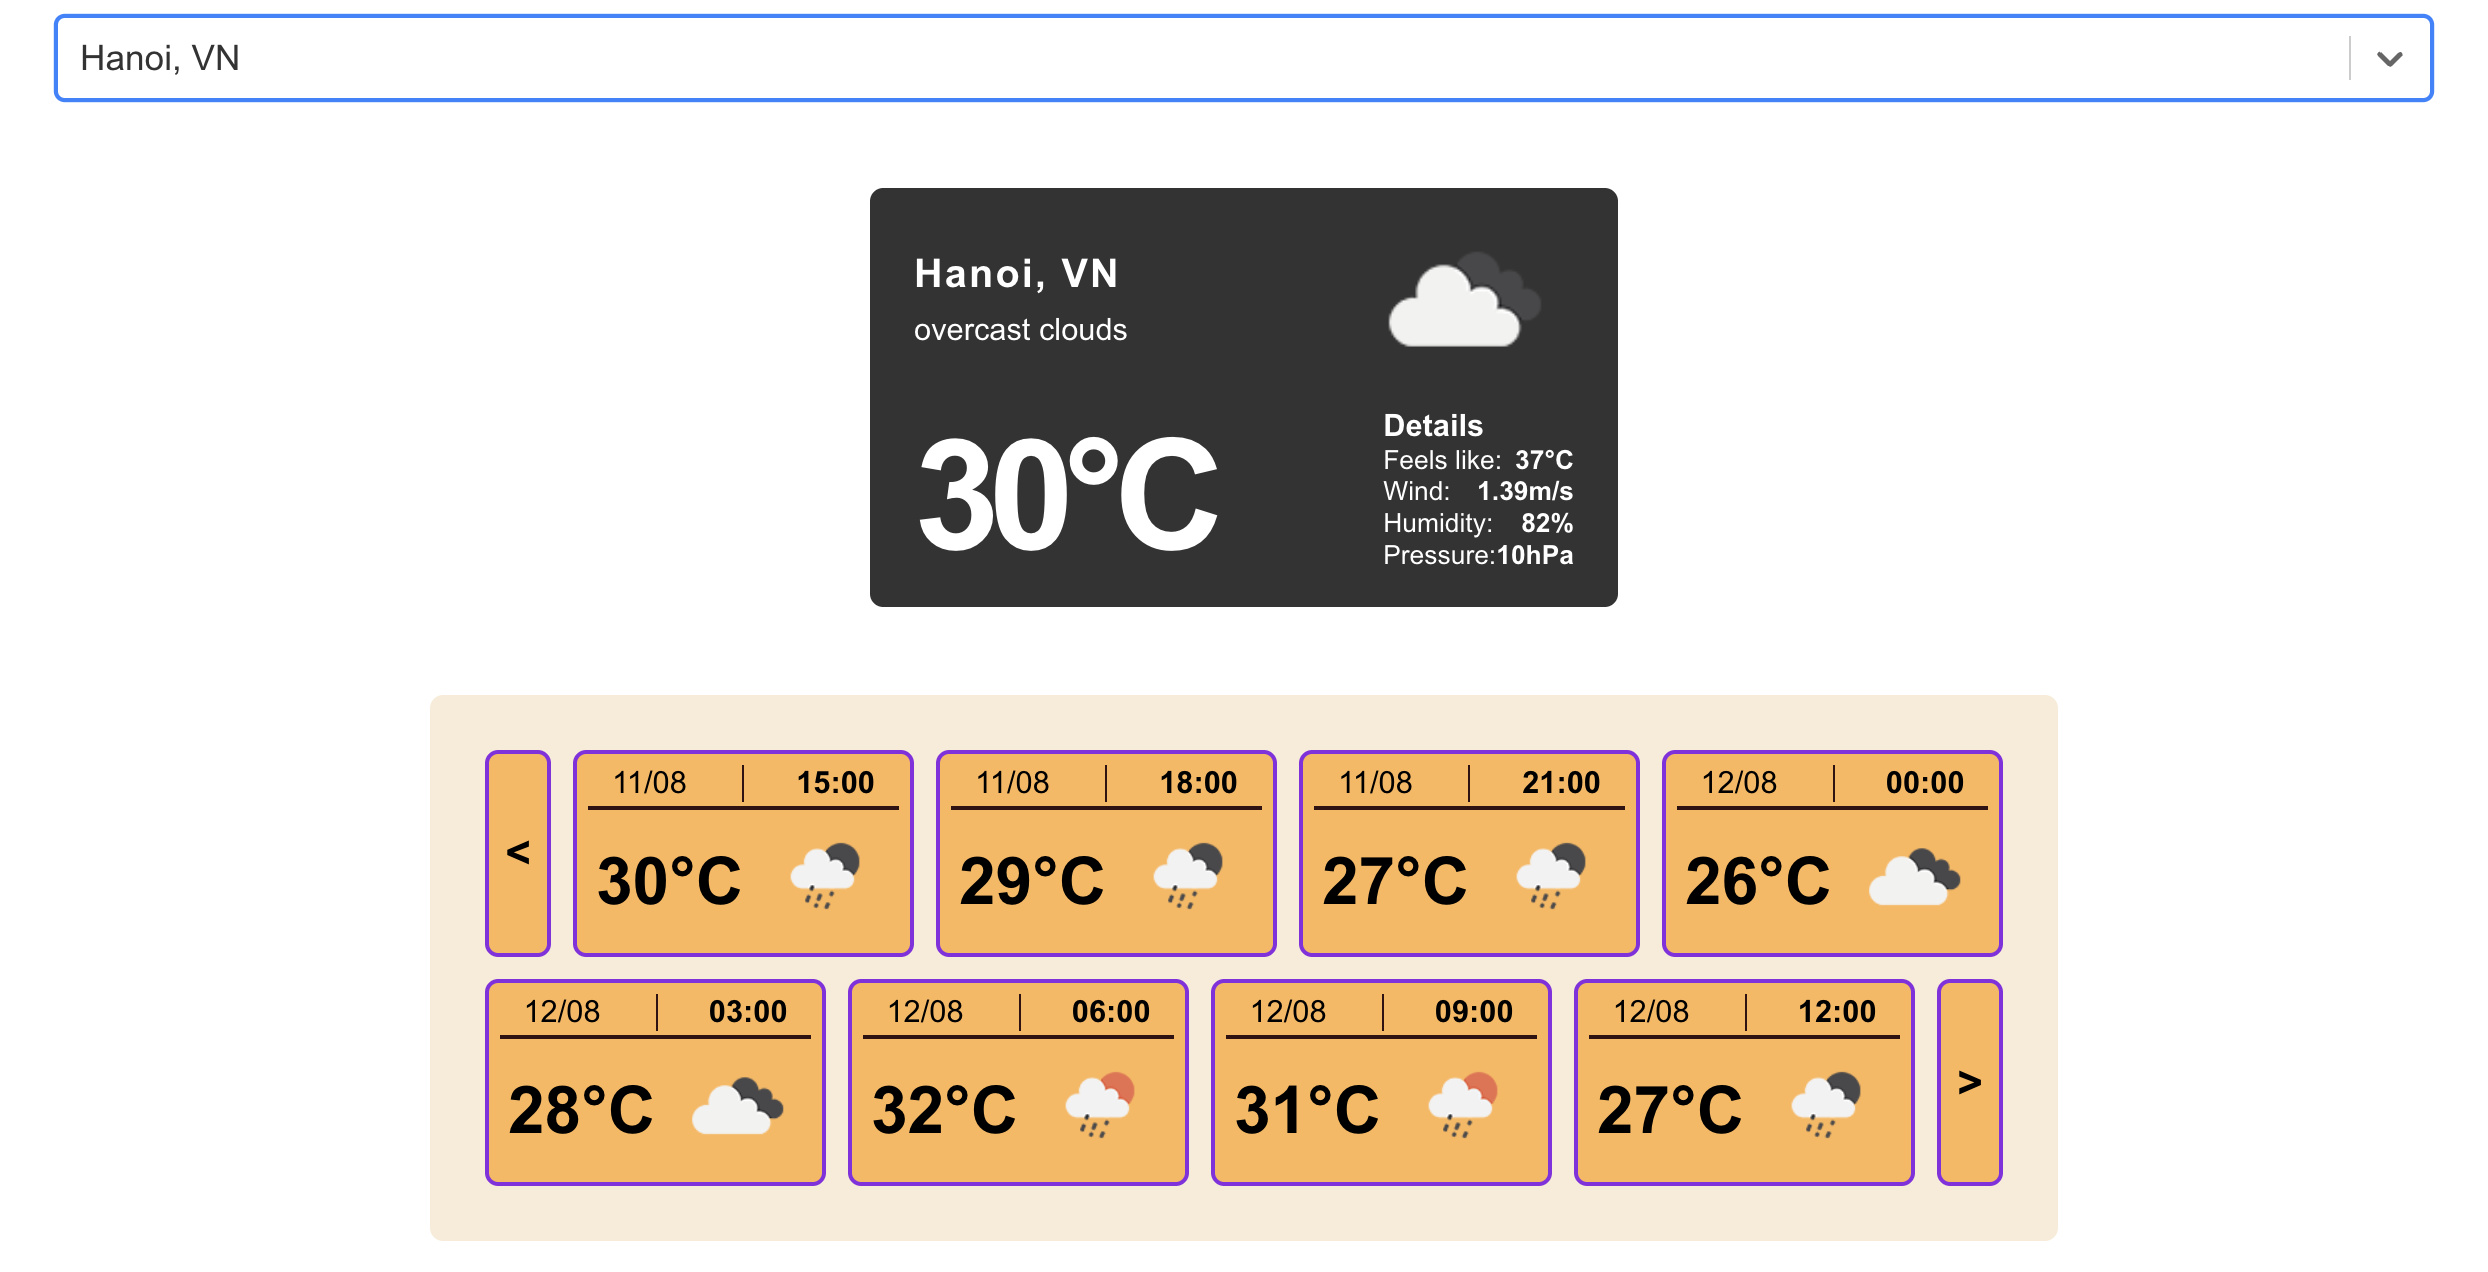 Hanoi, VN
Hanoi, VN
overcast clouds
30°C
Details
Feels like: 37°C
Wind: 1.39m/s
Humidity: 82%
Pressure:10hPa
<
11/08 15:00
30°C
11/08 18:00
29°C
11/08 21:00
27°C
12/08 00:00
26°C
12/08 03:00
28°C
12/08 06:00
32°C
12/08 09:00
31°C
12/08 12:00
27°C
>